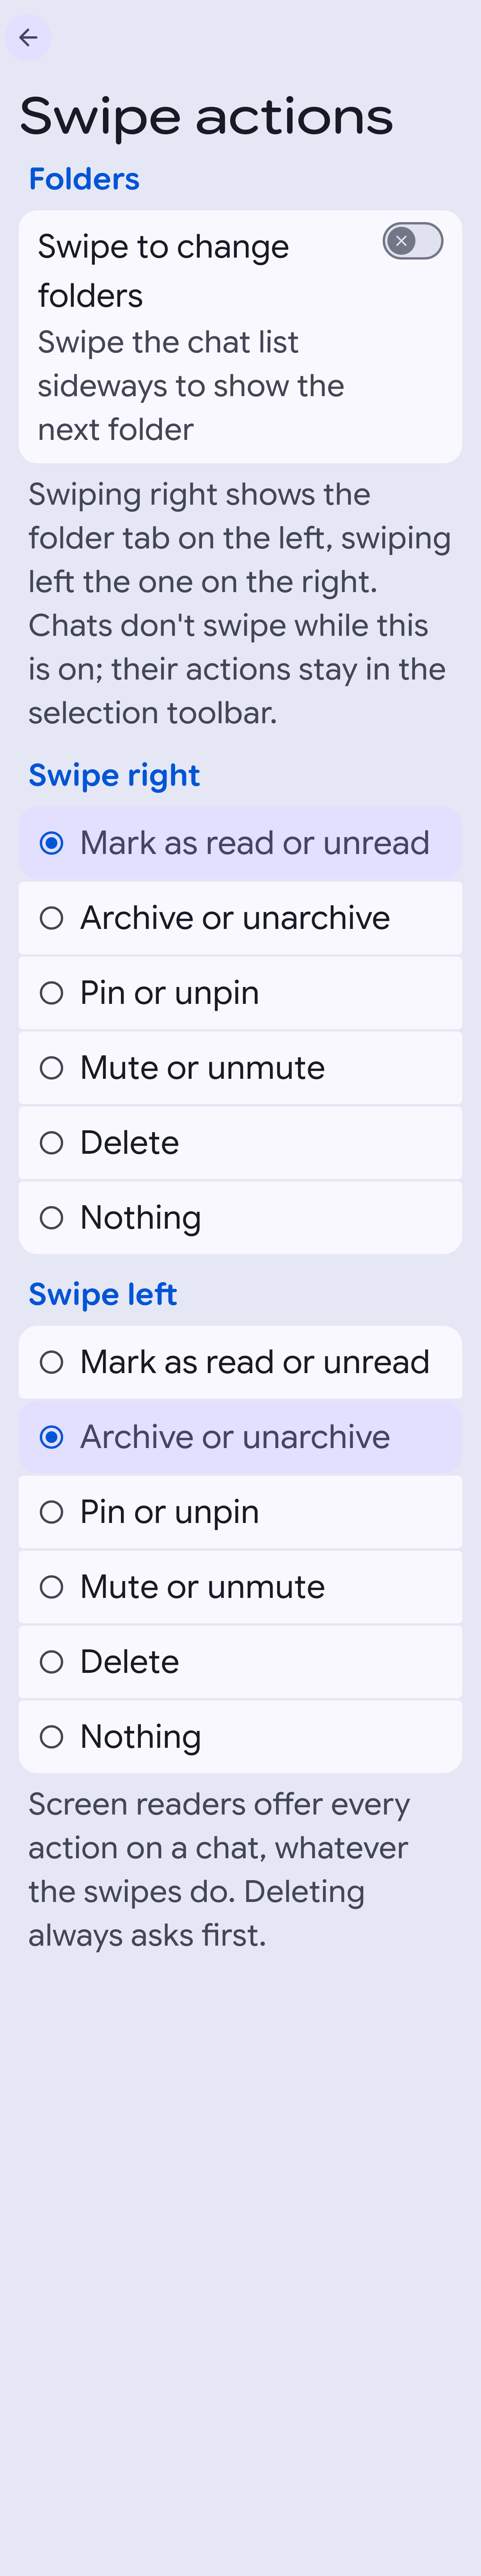 Swipe actions
Folders
Swipe to change
folders
Swipe the chat list
sideways to show the
next folder
Swiping right shows the
folder tab on the left, swiping
left the one on the right.
Chats don't swipe while this
is on; their actions stay in the
selection toolbar.
Swipe right
Mark as read or unread
Archive or unarchive
Pin or unpin
Mute or unmute
Delete
Nothing
Swipe left
Mark as read or unread
Archive or unarchive
Pin or unpin
Mute or unmute
Delete
Nothing
Screen readers offer every
action on a chat, whatever
the swipes do. Deleting
always asks first.